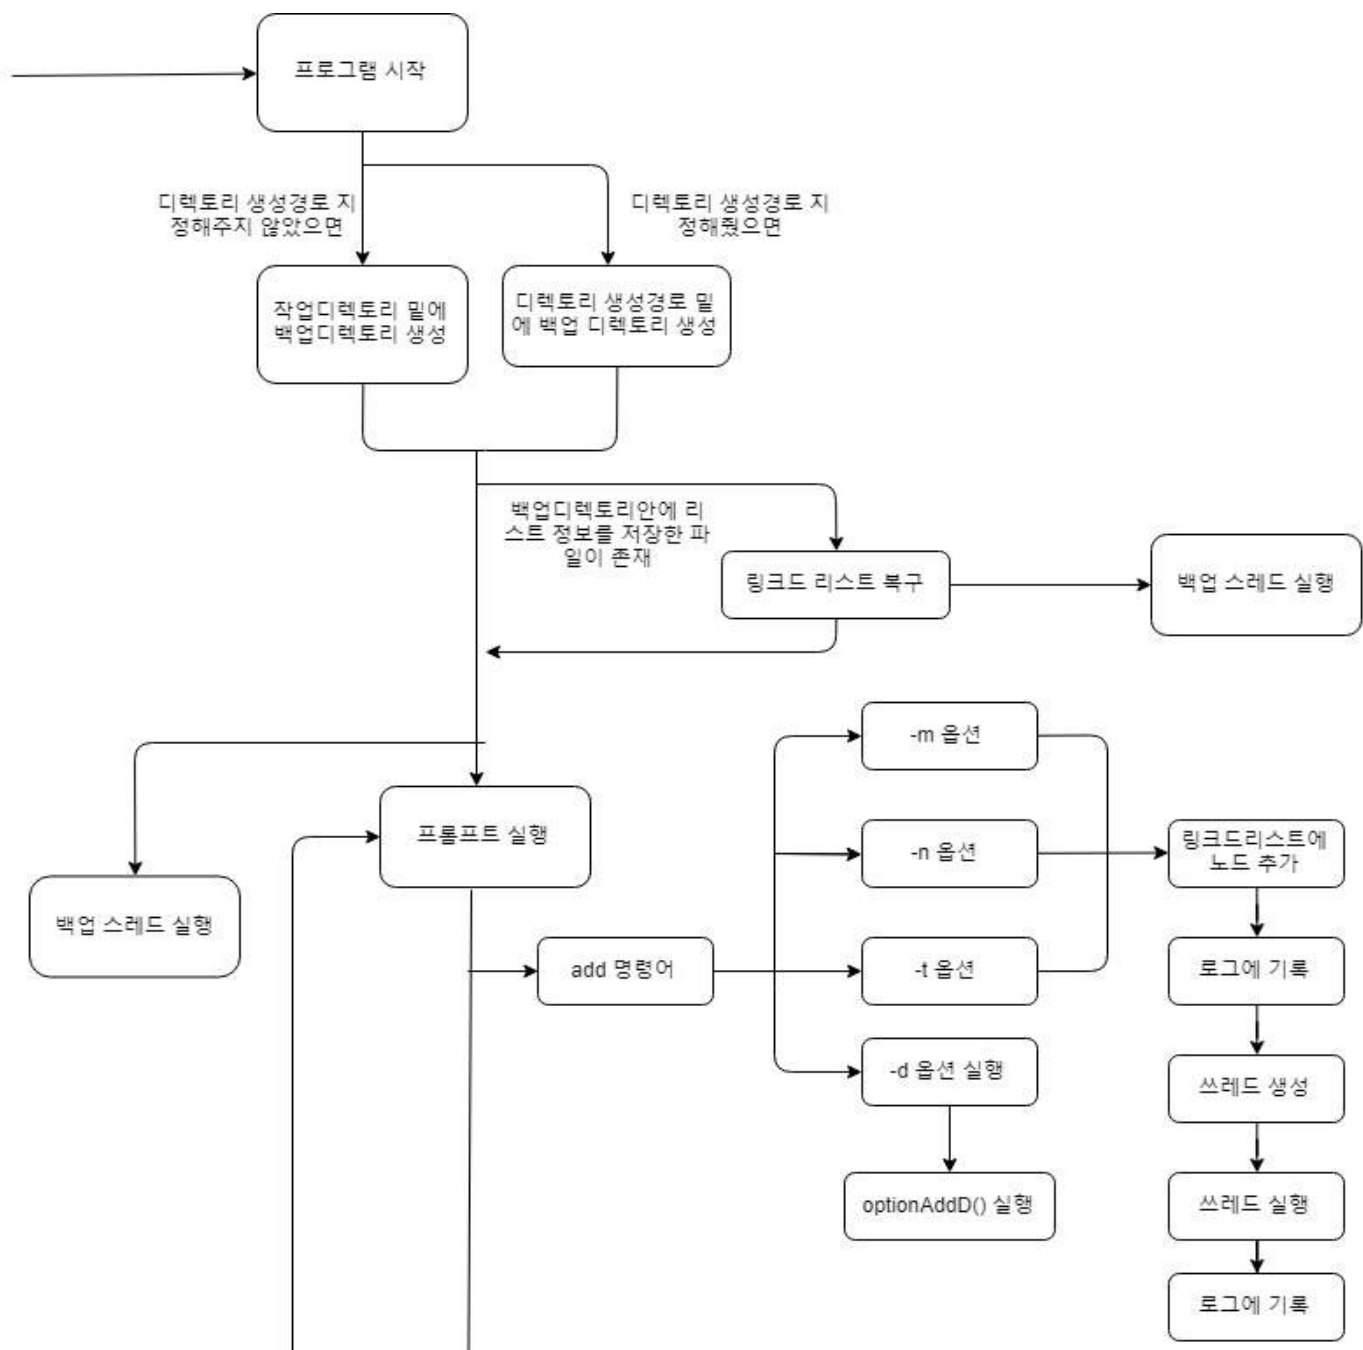 프로그램 시작
디렉토리 생성경로 지
정해주지 않았으면
디렉토리 생성경로 지
정해줬으면
작업디렉토리 밑에
백업디렉토리 생성
디렉토리 생성경로 밑
에 백업 디렉토리 생성
백업디렉토리안에 리
스트 정보를 저장한 파
일이 존재
링크드 리스트 복구
백업 스레드 실행
-m 옵션
프롬프트 실행
-n 옵션
링크드리스트에
노드 추가
백업 스레드 실행
add 명령어
-t 옵션
로그에 기록
-d 옵션 실행
쓰레드 생성
optionAddD() 실행
쓰레드 실행
로그에 기록